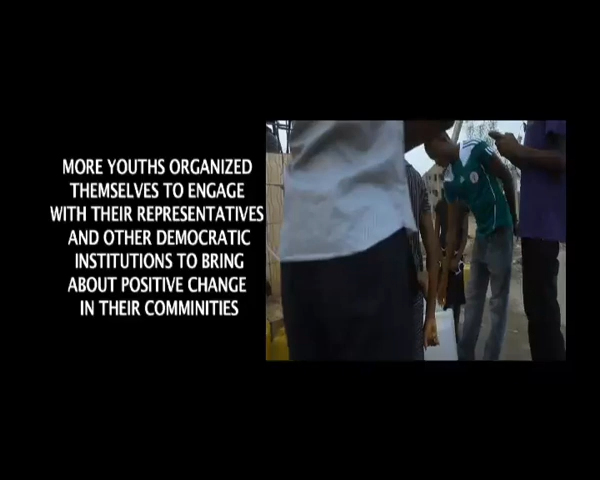 MORE YOUTHS ORGANIZED
THEMSELVES TO ENGAGE
WITH THEIR REPRESENTATIVES
AND OTHER DEMOCRATIC
INSTITUTIONS TO BRING
ABOUT POSITIVE CHANGE
IN THEIR COMMINITIES